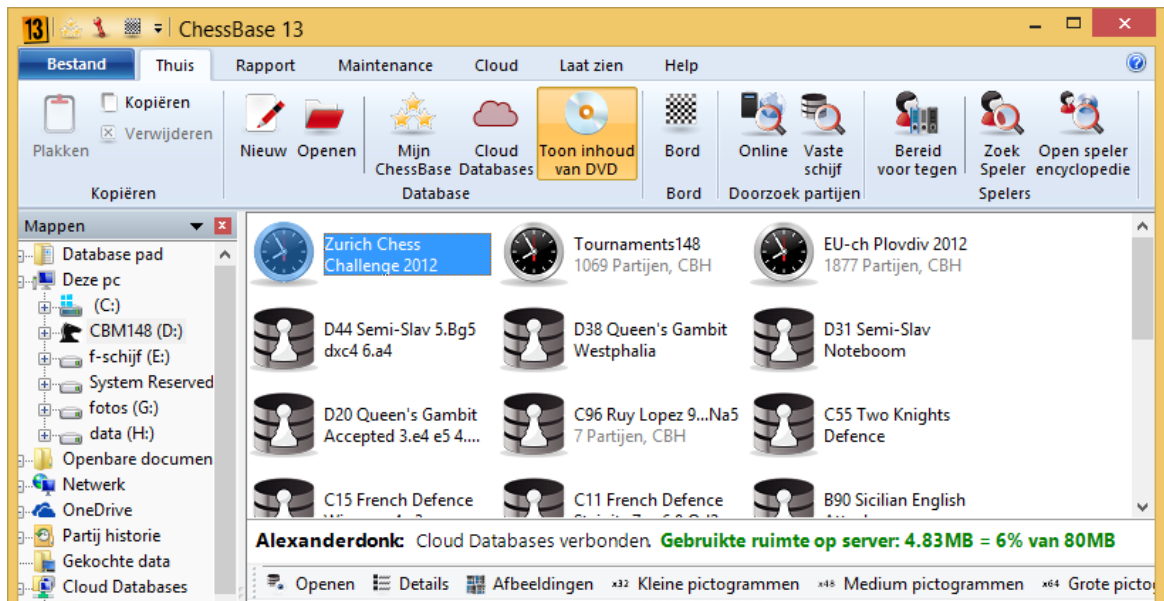 13 ChessBase 13
Bestand Thuis Rapport Maintenance Cloud Laat zien Help
Plakken
Kopiëren
Verwijderen
Kopiëren
Nieuw
Openen
Mijn
ChessBase
Cloud
Databases
Toon inhoud
van DVD
Database
Bord
Bord
Online
Vaste
schijf
Doorzoek partijen
Bereid
voor tegen
Zoek
Speler
Open speler
encyclopedie
Spelers
Mappen
Database pad
Deze pc
(C:)
CBM148 (D:)
f-schijf (E:)
System Reserved
fotos (G:)
data (H:)
Openbare documen
Netwerk
OneDrive
Partij historie
Gekochte data
Cloud Databases
Zurich Chess
Challenge 2012
Tournaments148
1069 Partijen, CBH
EU-ch Plovdiv 2012
1877 Partijen, CBH
D44 Semi-Slav 5.Bg5
dxc4 6.a4
D38 Queen's Gambit
Westphalia
D31 Semi-Slav
Noteboom
D20 Queen's Gambit
Accepted 3.e4 e5 4....
C96 Ruy Lopez 9...Na5
7 Partijen, CBH
C55 Two Knights
Defence
C15 French Defence
C11 French Defence
B90 Sicilian English
Alexanderdonk: Cloud Databases verbonden. Gebruikte ruimte op server: 4.83MB = 6% van 80MB
Openen Details Afbeeldingen x32 Kleine pictogrammen x48 Medium pictogrammen x64 Grote picto